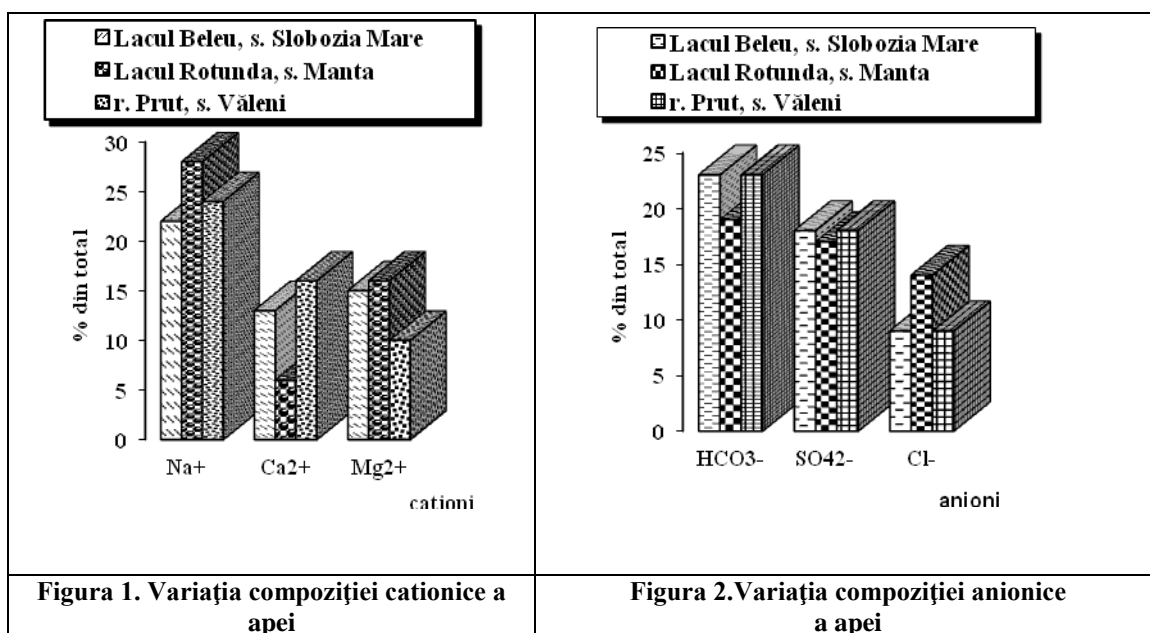 Lacul Beleu, s. Slobozia Mare
Lacul Rotunda, s. Manta
r. Prut, s. Văleni
30
25
20
15
10
5
0
% din total
Na+ Ca2+ Mg2+
cationi
Figura 1. Variaţia compoziţiei cationice a
apei
Lacul Beleu, s. Slobozia Mare
Lacul Rotunda, s. Manta
r. Prut, s. Văleni
25
20
15
10
5
0
% din total
HCO3- SO42- Cl-
anioni
Figura 2.Variaţia compoziţiei anionice
a apei